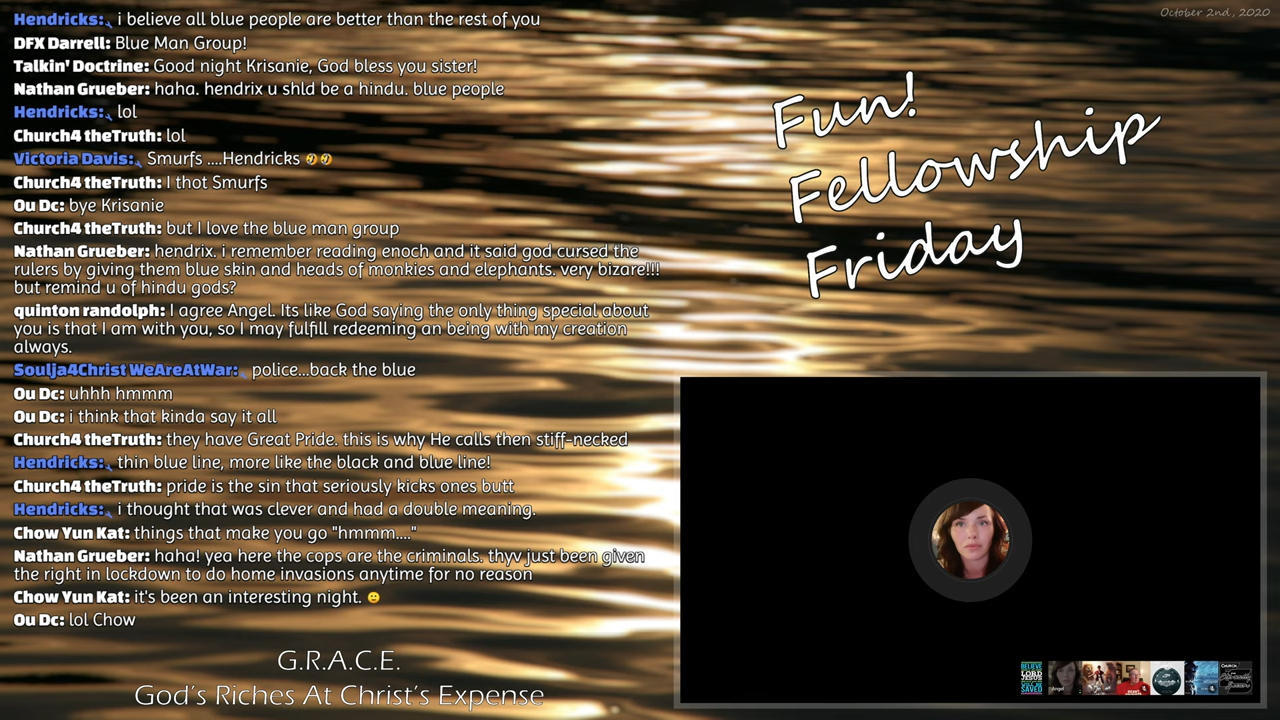 Hendricks: i believe all blue people are better than the rest of you
DFX Darrell: Blue Man Group!
Talkin' Doctrine: Good night Krisanie, God bless you sister!
Nathan Grueber: haha. hendrix u shld be a hindu. blue people
Hendricks: lol
Church4 theTruth: lol
Victoria Davis: Smurfs ....Hendricks 🤣🤣
Church4 theTruth: I thot Smurfs
Ou Dc: bye Krisanie
Church4 theTruth: but I love the blue man group
Nathan Grueber: hendrix. i remember reading enoch and it said god cursed the
rulers by giving them blue skin and heads of monkies and elephants. very bizare!!!
but remind u of hindu gods?
quinton randolph: I agree Angel. Its like God saying the only thing special about
you is that I am with you, so I may fulfill redeeming an being with my creation
always.
Soulja4Christ WeAreAtWar: police...back the blue
Ou Dc: uhhh hmmm
Ou Dc: i think that kinda say it all
Church4 theTruth: they have Great Pride. this is why He calls then stiff-necked
Hendricks: thin blue line, more like the black and blue line!
Church4 theTruth: pride is the sin that seriously kicks ones butt
Hendricks: i thought that was clever and had a double meaning.
Chow Yun Kat: things that make you go "hmmm...."
Nathan Grueber: haha! yea here the cops are the criminals. thyv just been given
the right in lockdown to do home invasions anytime for no reason
Chow Yun Kat: it's been an interesting night. 🙂
Ou Dc: lol Chow
G.R.A.C.E.
God's Riches At Christ's Expense
October 2nd, 2020
Fun!
Fellowship
Friday
BELIEVE
LORD
JESUS
SAVED
Angel
CHURCH